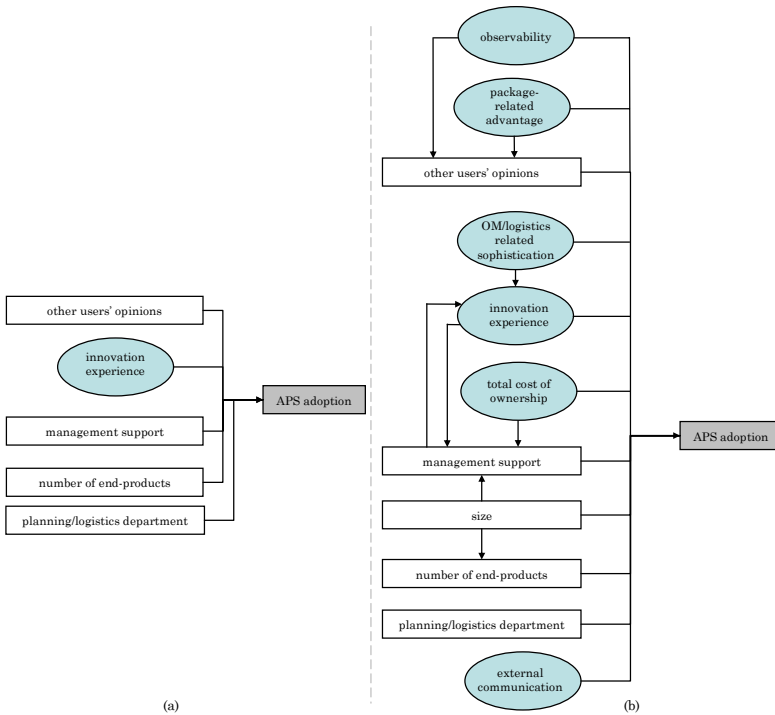 other users' opinions
innovation
experience
management support
number of end-products
planning/logistics department
APS adoption
(a)
observability
package-
related
advantage
other users' opinions
OM/logistics
related
sophistication
innovation
experience
total cost of
ownership
management support
size
number of end-products
planning/logistics department
external
communication
APS adoption
(b)